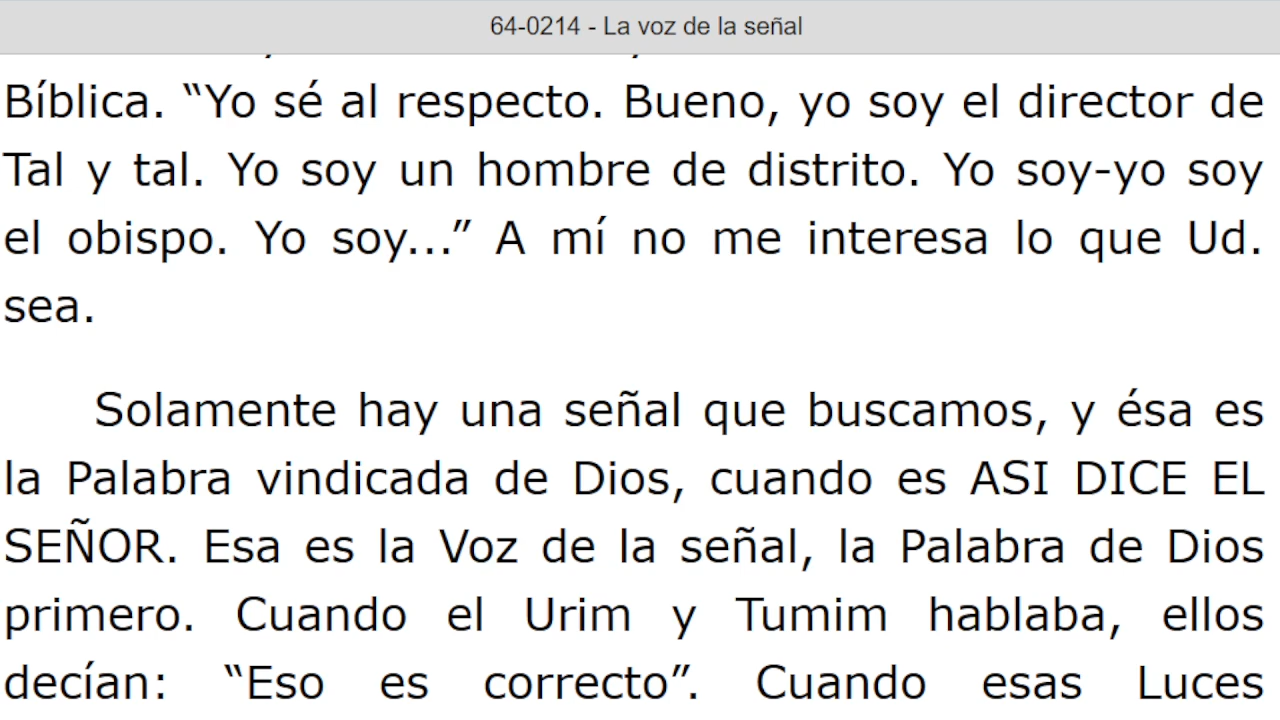 64-0214 - La voz de la señal
Bíblica. “Yo sé al respecto. Bueno, yo soy el director de
Tal y tal. Yo soy un hombre de distrito. Yo soy-yo soy
el obispo. Yo soy...” A mí no me interesa lo que Ud.
sea.
Solamente hay una señal que buscamos, y ésa es
la Palabra vindicada de Dios, cuando es ASI DICE EL
SEÑOR. Esa es la Voz de la señal, la Palabra de Dios
primero. Cuando el Urim y Tumim hablaba, ellos
decían: “Eso es correcto”. Cuando esas Luces